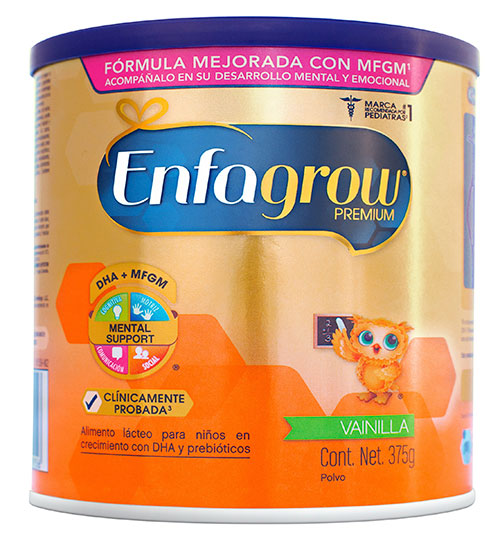 FÓRMULA MEJORADA CON MFGM¹
ACOMPÁÑALO EN SU DESARROLLO MENTAL Y EMOCIONAL
MARCA
RECOMENDADA POR
PEDIATRAS² #1
Enfagrow®
PREMIUM
DHA + MFGM
COGNITIVA MOTRIZ
MENTAL
SUPPORT
COMUNICACIÓN SOCIAL
®
CLÍNICAMENTE
PROBADA³
Alimento lácteo para niños en
crecimiento con DHA y prebióticos
VAINILLA
Cont. Net. 375g
Polvo